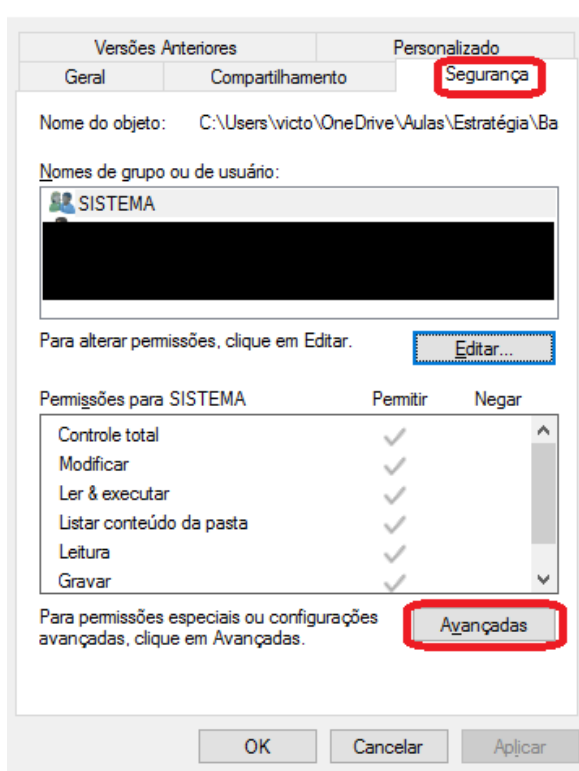 Versões Anteriores Personalizado
Geral Compartilhamento Segurança
Nome do objeto: C:\Users\victo\OneDrive\Aulas\Estratégia\Ba
Nomes de grupo ou de usuário:
SISTEMA
Para alterar permissões, clique em Editar.
Editar...
Permissões para SISTEMA Permitir Negar
Controle total
Modificar
Ler & executar
Listar conteúdo da pasta
Leitura
Gravar
Para permissões especiais ou configurações
avançadas, clique em Avançadas.
Avançadas
OK Cancelar Aplicar